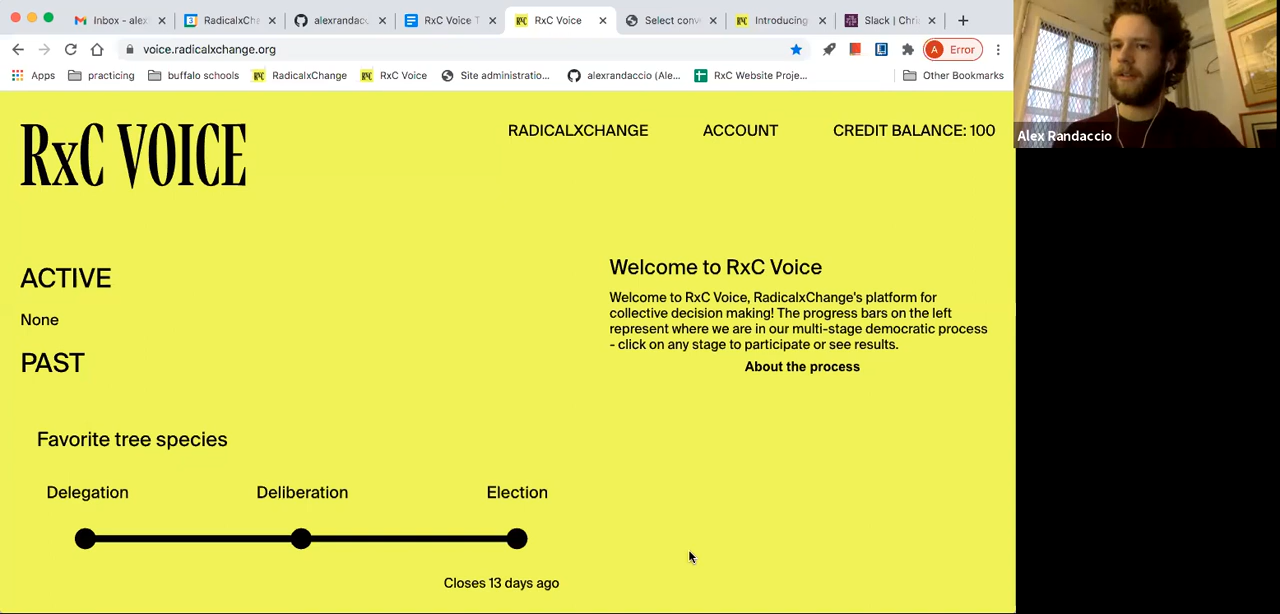 Inbox - alex
RadicalxCh
alexrandacc
RxC Voice T
RxC Voice
Select conv
Introducing
Slack | Chri
voice.radicalxchange.org
A Error
Apps
practicing
buffalo schools
RadicalxChange
RxC Voice
Site administratio...
alexrandaccio (Ale...
RxC Website Proje...
Other Bookmarks
Alex Randaccio
RxC VOICE
RADICALXCHANGE
ACCOUNT
CREDIT BALANCE: 100
ACTIVE
None
PAST
Welcome to RxC Voice
Welcome to RxC Voice, RadicalxChange's platform for
collective decision making! The progress bars on the left
represent where we are in our multi-stage democratic process
- click on any stage to participate or see results.
About the process
Favorite tree species
Delegation
Deliberation
Election
Closes 13 days ago